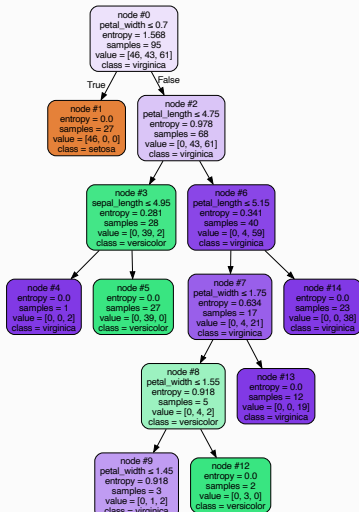 node #0
petal_width ≤ 0.7
entropy = 1.568
samples = 95
value = [46, 43, 61]
class = virginica
True
False
node #1
entropy = 0.0
samples = 27
value = [46, 0, 0]
class = setosa
node #2
petal_length ≤ 4.75
entropy = 0.978
samples = 68
value = [0, 43, 61]
class = virginica
node #3
sepal_length ≤ 4.95
entropy = 0.281
samples = 28
value = [0, 39, 2]
class = versicolor
node #6
petal_length ≤ 5.15
entropy = 0.341
samples = 40
value = [0, 4, 59]
class = virginica
node #4
entropy = 0.0
samples = 1
value = [0, 0, 2]
class = virginica
node #5
entropy = 0.0
samples = 27
value = [0, 39, 0]
class = versicolor
node #7
petal_width ≤ 1.75
entropy = 0.634
samples = 17
value = [0, 4, 21]
class = virginica
node #14
entropy = 0.0
samples = 23
value = [0, 0, 38]
class = virginica
node #8
petal_width ≤ 1.55
entropy = 0.918
samples = 5
value = [0, 4, 2]
class = versicolor
node #13
entropy = 0.0
samples = 12
value = [0, 0, 19]
class = virginica
node #9
petal_width ≤ 1.45
entropy = 0.918
samples = 3
value = [0, 1, 2]
class = virginica
node #12
entropy = 0.0
samples = 2
value = [0, 3, 0]
class = versicolor